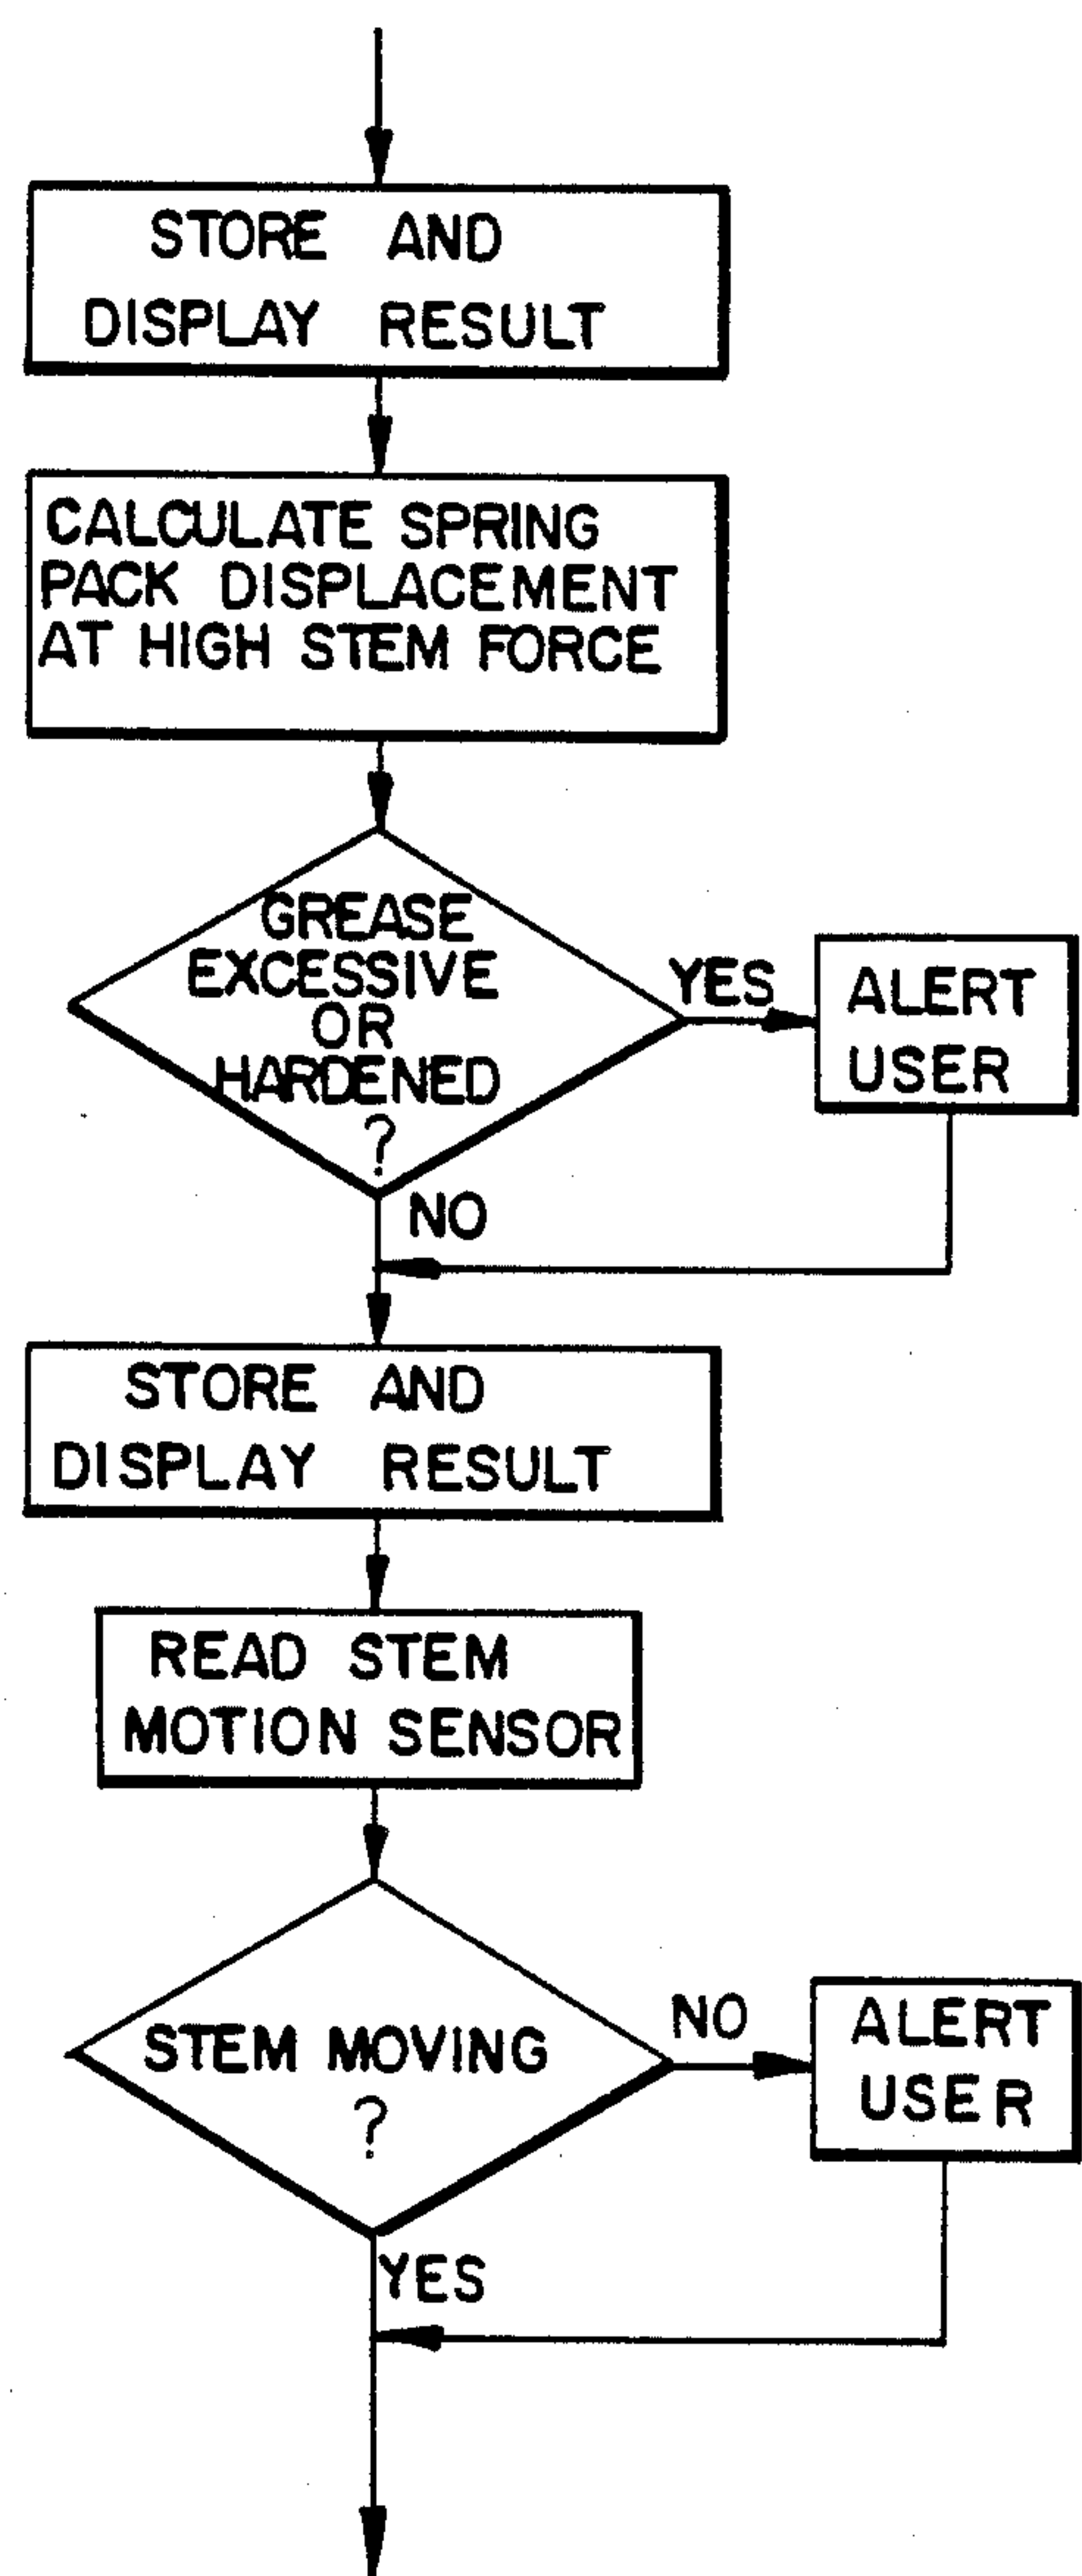 STORE AND
DISPLAY RESULT
CALCULATE SPRING
PACK DISPLACEMENT
AT HIGH STEM FORCE
GREASE
EXCESSIVE
OR
HARDENED
?
YES
ALERT
USER
NO
STORE AND
DISPLAY RESULT
READ STEM
MOTION SENSOR
STEM MOVING
?
NO
ALERT
USER
YES